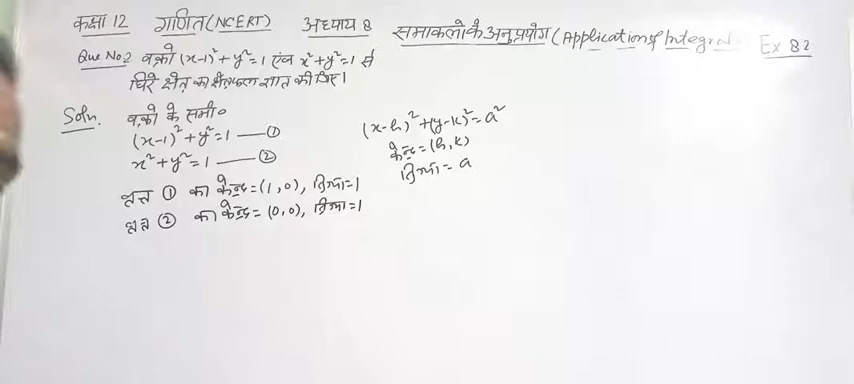 कक्षा 12 गणित (NCERT) अध्याय 8 समाकलो के अनुप्रयोग (Application of Integral Ex 8.2
Que No.2 वक्रो (x-1)²+y²=1 एवं x²+y²=1 से
घिरे क्षेत्र का क्षेत्रफल ज्ञात कीजिए।
Soln. वक्रो के समी०
(x-1)²+y²=1 —— ①
x²+y²=1 —— ②
(x-h)²+(y-k)²=a²
केन्द्र=(h,k)
त्रिज्या=a
वृत्त ① का केन्द्र=(1,0), त्रिज्या=1
वृत्त ② का केन्द्र=(0,0), त्रिज्या=1